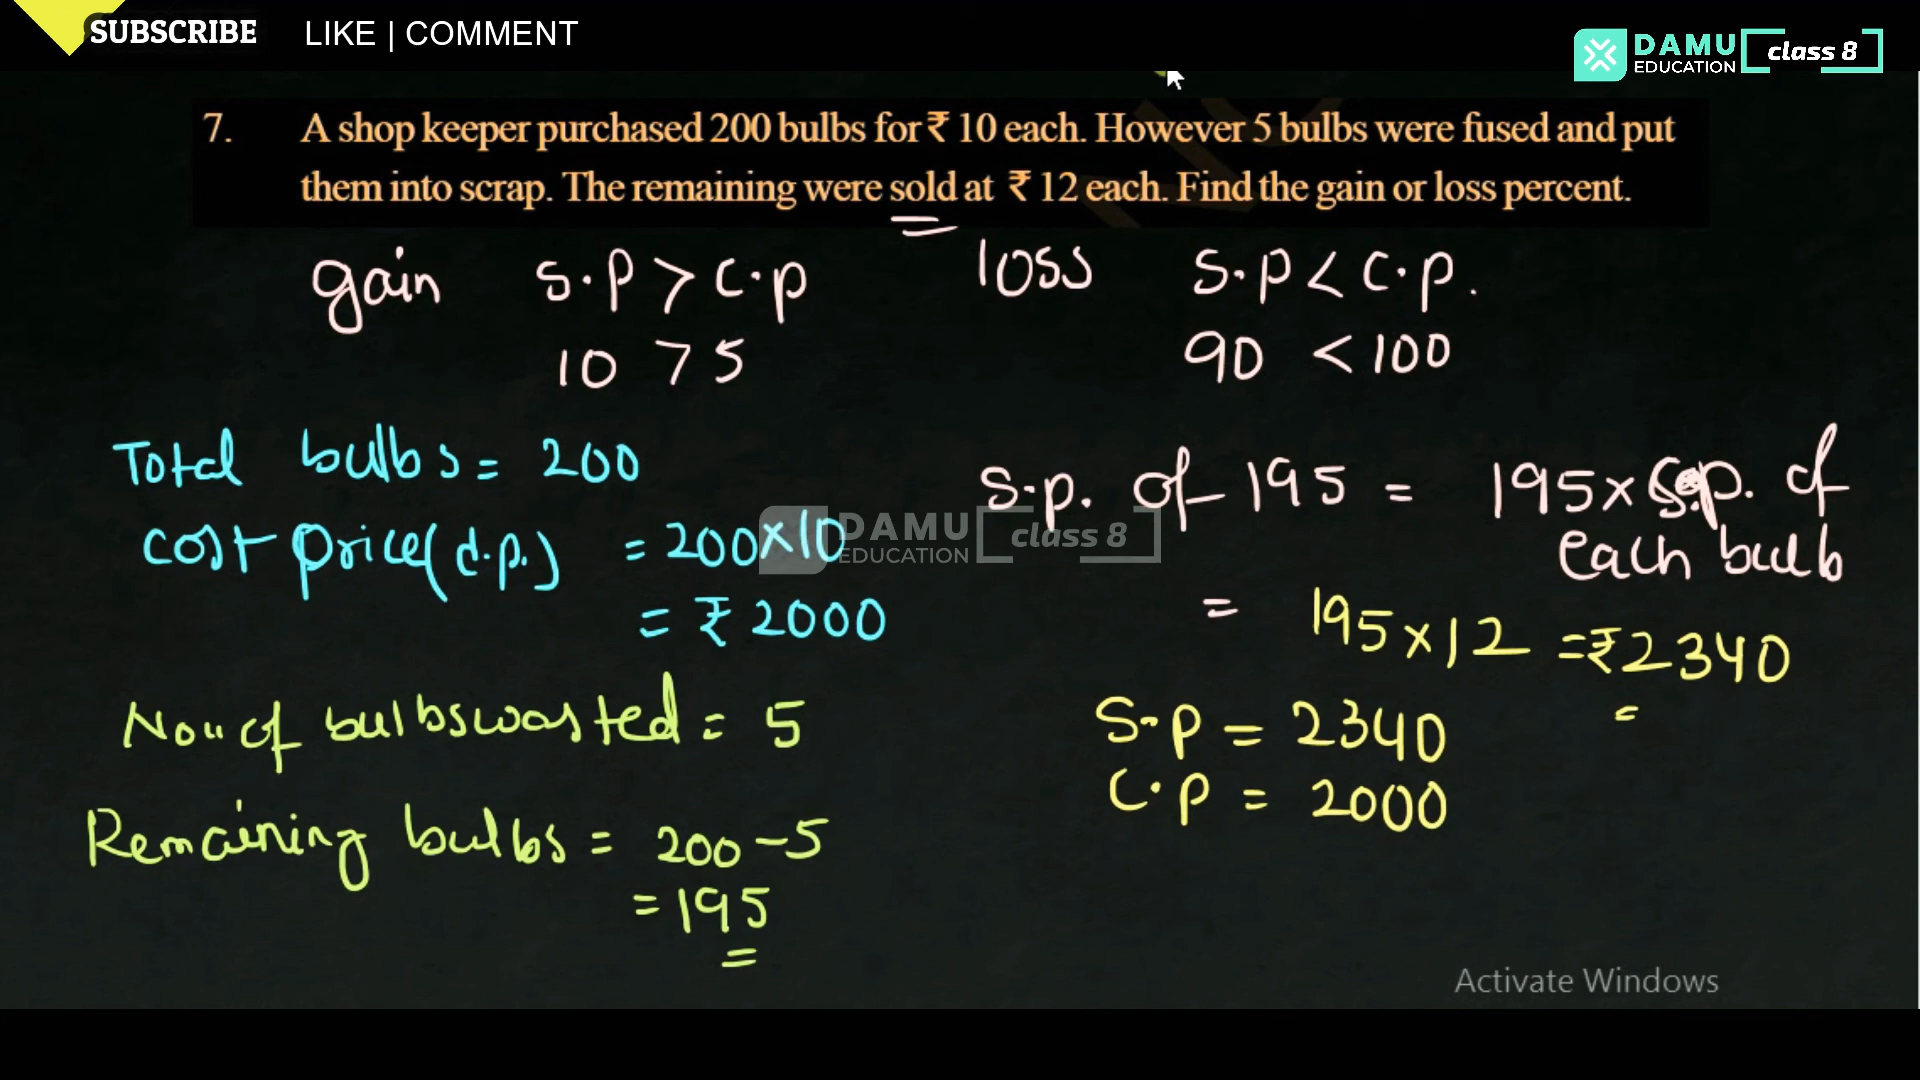 SUBSCRIBE LIKE | COMMENT
DAMU EDUCATION class 8
7. A shop keeper purchased 200 bulbs for ₹ 10 each. However 5 bulbs were fused and put
them into scrap. The remaining were sold at ₹ 12 each. Find the gain or loss percent.
gain s.p > c.p loss s.p < c.p.
10 > 5 90 < 100
Total bulbs = 200
cost price (c.p.) = 200×10
= ₹ 2000
No. of bulbs wasted = 5
Remaining bulbs = 200 - 5
= 195
s.p. of 195 = 195 × s.p. of
each bulb
= 195 × 12 = ₹2340
S.p = 2340
C.p = 2000
DAMU EDUCATION class 8
Activate Windows